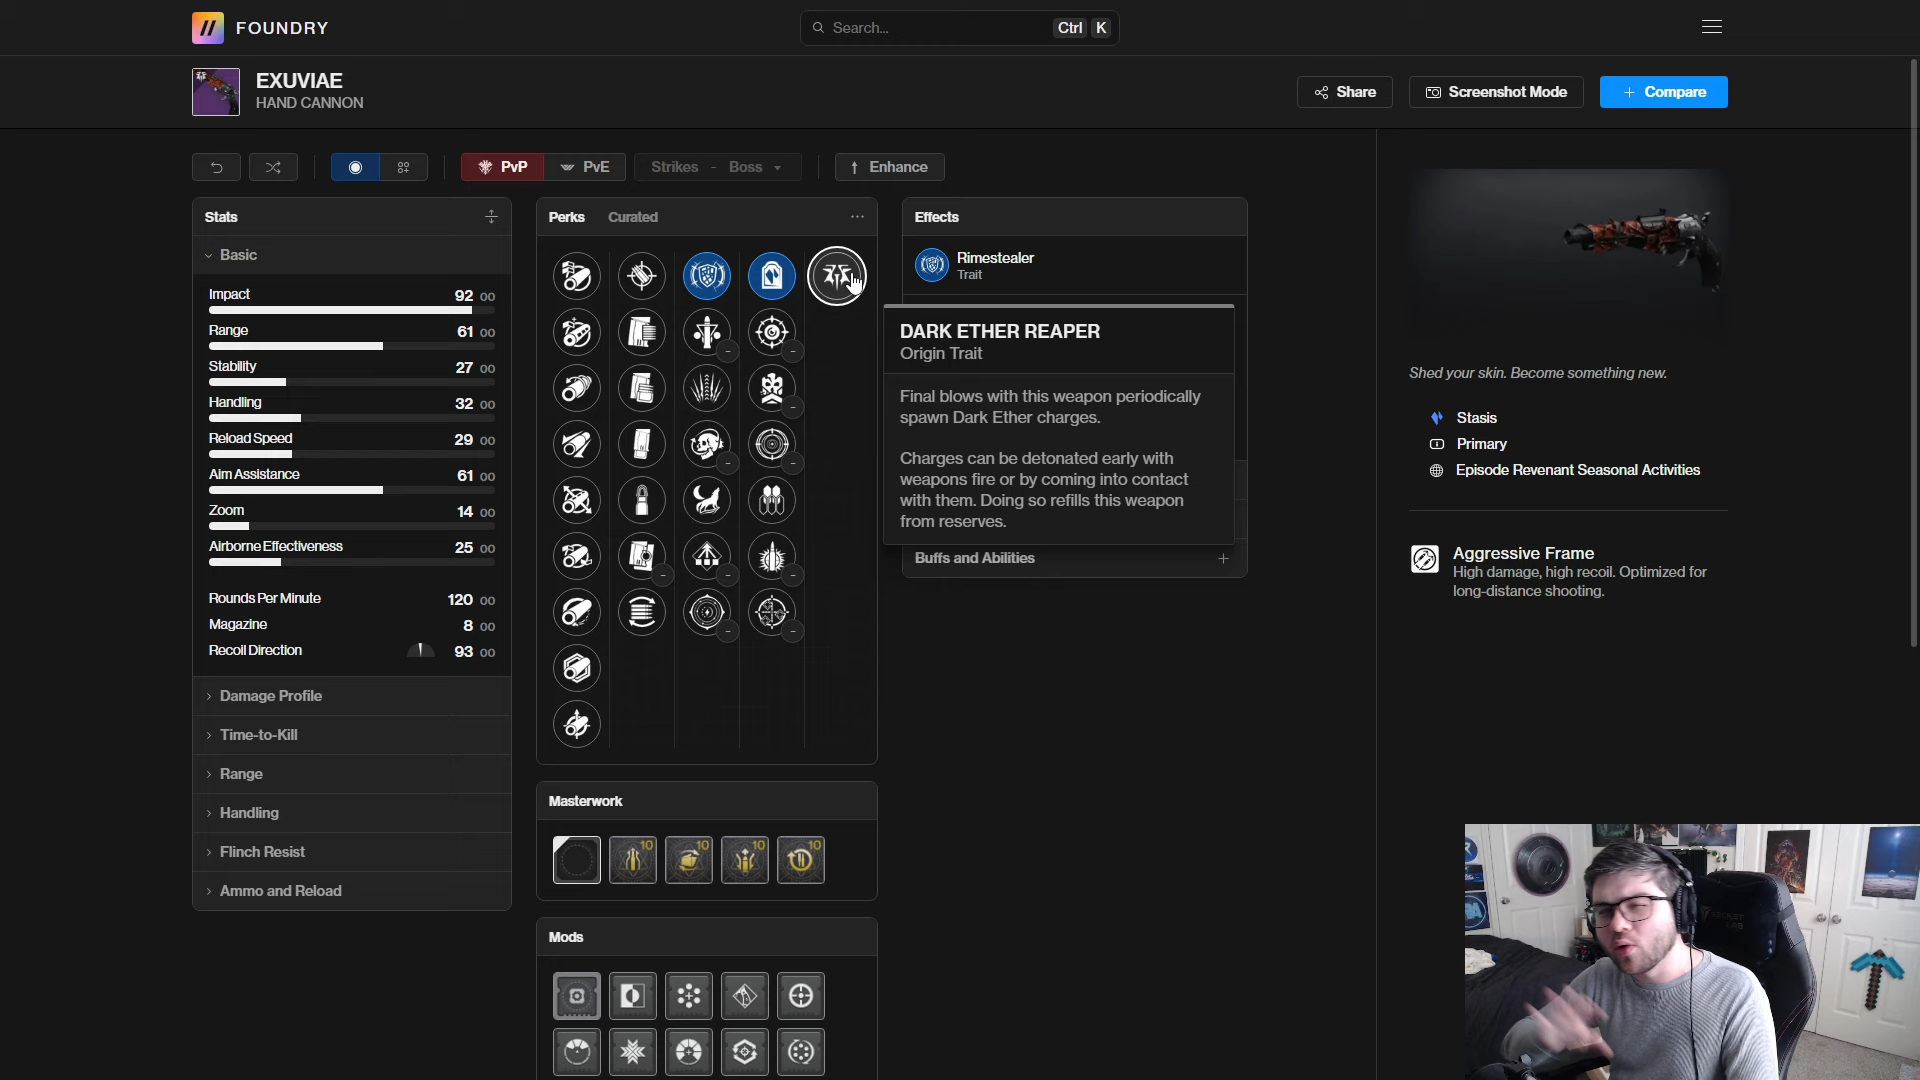 FOUNDRY
Search...
Ctrl K
EXUVIAE
HAND CANNON
Share
Screenshot Mode
Compare
PvP
PvE
Strikes - Boss
Enhance
Stats
Basic
Impact 92
Range 61
Stability 27
Handling 32
Reload Speed 29
Aim Assistance 61
Zoom 14
Airborne Effectiveness 25
Rounds Per Minute 120
Magazine 8
Recoil Direction 93
Damage Profile
Time-to-Kill
Range
Handling
Flinch Resist
Ammo and Reload
Perks Curated
Masterwork
10 10 10 10
Mods
Effects
Rimestealer
Trait
DARK ETHER REAPER
Origin Trait
Final blows with this weapon periodically
spawn Dark Ether charges.
Charges can be detonated early with
weapons fire or by coming into contact
with them. Doing so refills this weapon
from reserves.
Buffs and Abilities
Shed your skin. Become something new.
Stasis
Primary
Episode Revenant Seasonal Activities
Aggressive Frame
High damage, high recoil. Optimized for
long-distance shooting.